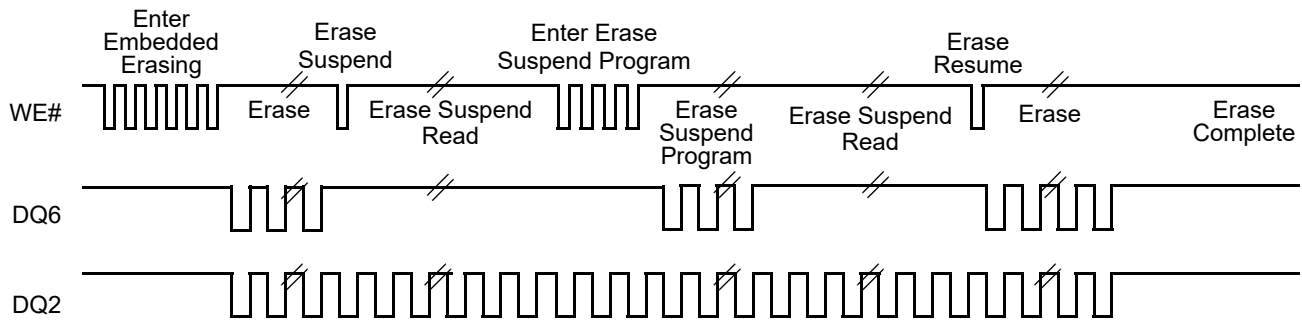 Enter
Embedded
Erasing
Erase
Suspend
Enter Erase
Suspend Program
Erase
Resume
WE#
Erase
Erase Suspend
Read
Erase
Suspend
Program
Erase Suspend
Read
Erase
Erase
Complete
DQ6
DQ2